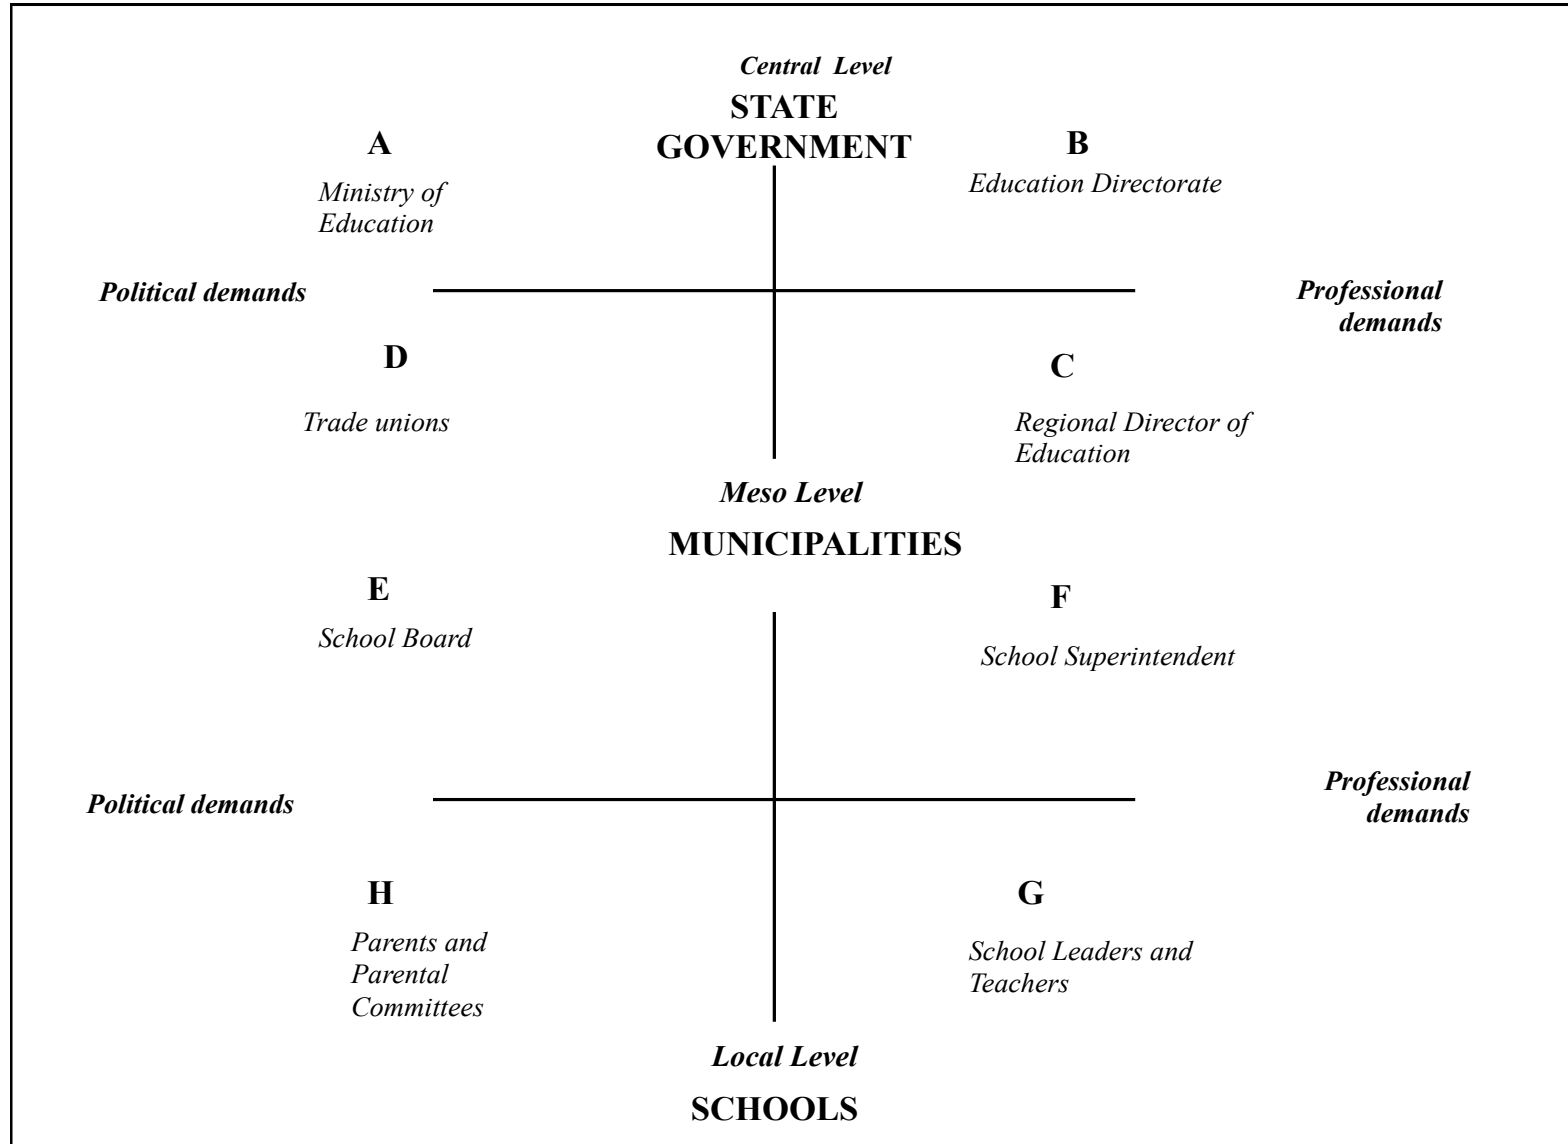 Central Level
STATE
GOVERNMENT
A
B
Ministry of
Education
Education Directorate
Political demands
Professional
demands
D
C
Trade unions
Regional Director of
Education
Meso Level
MUNICIPALITIES
E
F
School Board
School Superintendent
Political demands
Professional
demands
H
G
Parents and
Parental
Committees
School Leaders and
Teachers
Local Level
SCHOOLS